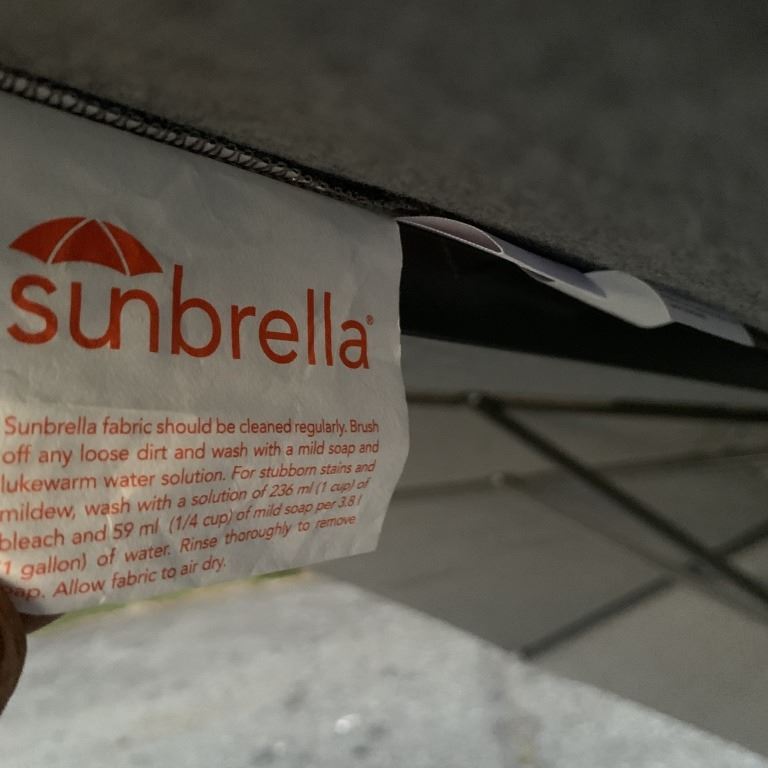 sunbrella®
Sunbrella fabric should be cleaned regularly. Brush
off any loose dirt and wash with a mild soap and
lukewarm water solution. For stubborn stains and
mildew, wash with a solution of 236 ml (1 cup) of
bleach and 59 ml (1/4 cup) of mild soap per 3.8 l
1 gallon) of water. Rinse thoroughly to remove
ap. Allow fabric to air dry.